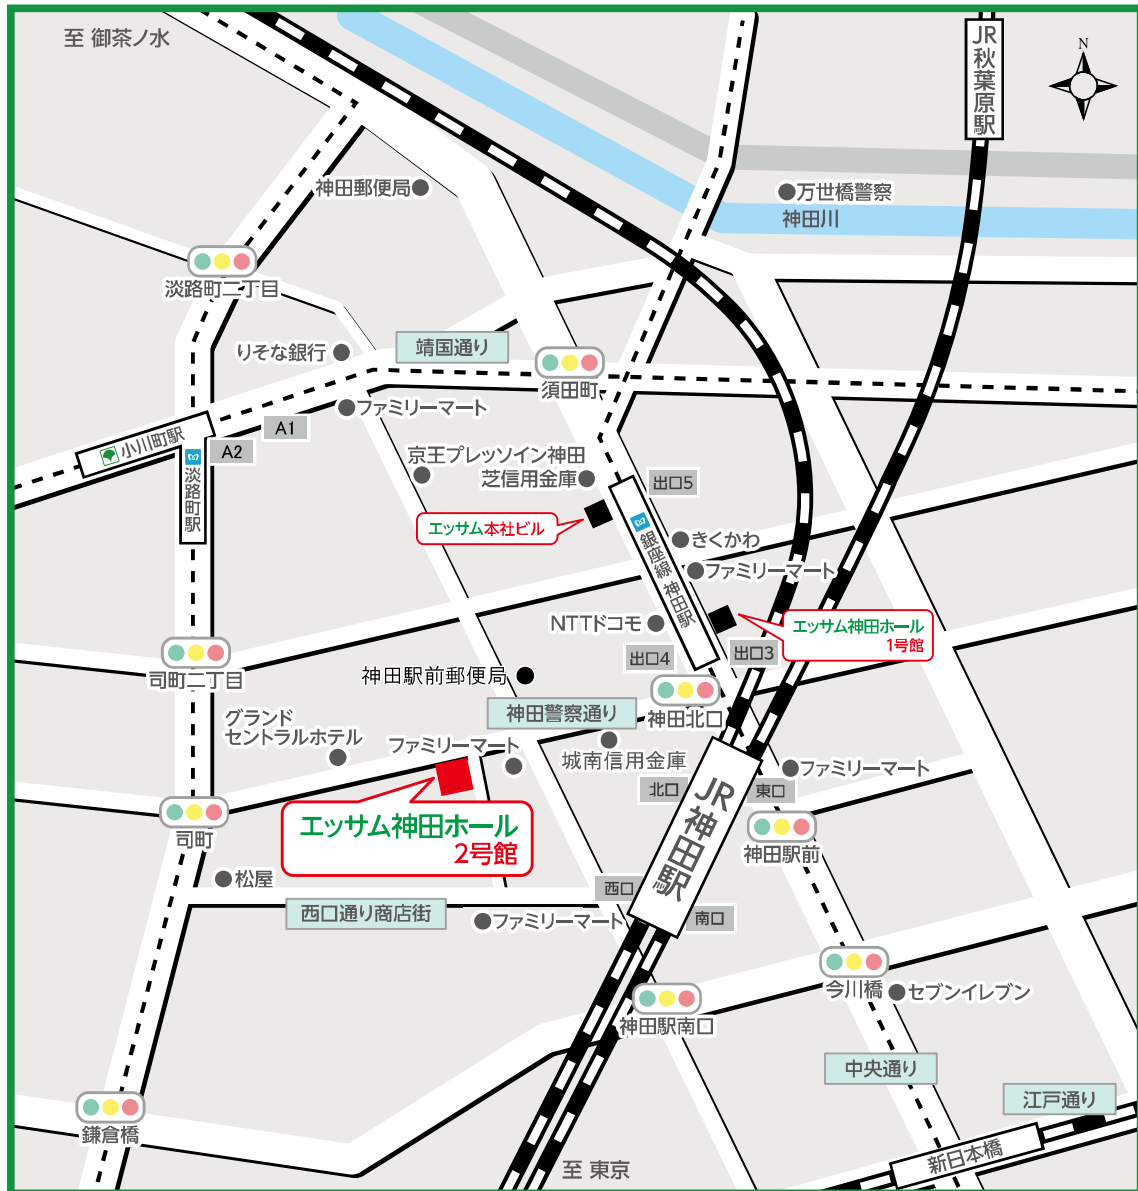 至 御茶ノ水
JR秋葉原駅
N
神田郵便局
万世橋警察
神田川
淡路町二丁目
りそな銀行
靖国通り
須田町
ファミリーマート
A1
小川町駅
A2
淡路町駅
京王プレッソイン神田
芝信用金庫
出口5
エッサム本社ビル
銀座線 神田駅
きくかわ
ファミリーマート
NTTドコモ
エッサム神田ホール
1号館
出口4
出口3
司町二丁目
神田駅前郵便局
神田警察通り
神田北口
グランド
セントラルホテル
ファミリーマート
城南信用金庫
ファミリーマート
北口
東口
JR神田駅
エッサム神田ホール
2号館
司町
神田駅前
松屋
西口
西口通り商店街
ファミリーマート
南口
今川橋
セブンイレブン
神田駅南口
中央通り
江戸通り
鎌倉橋
新日本橋
至 東京